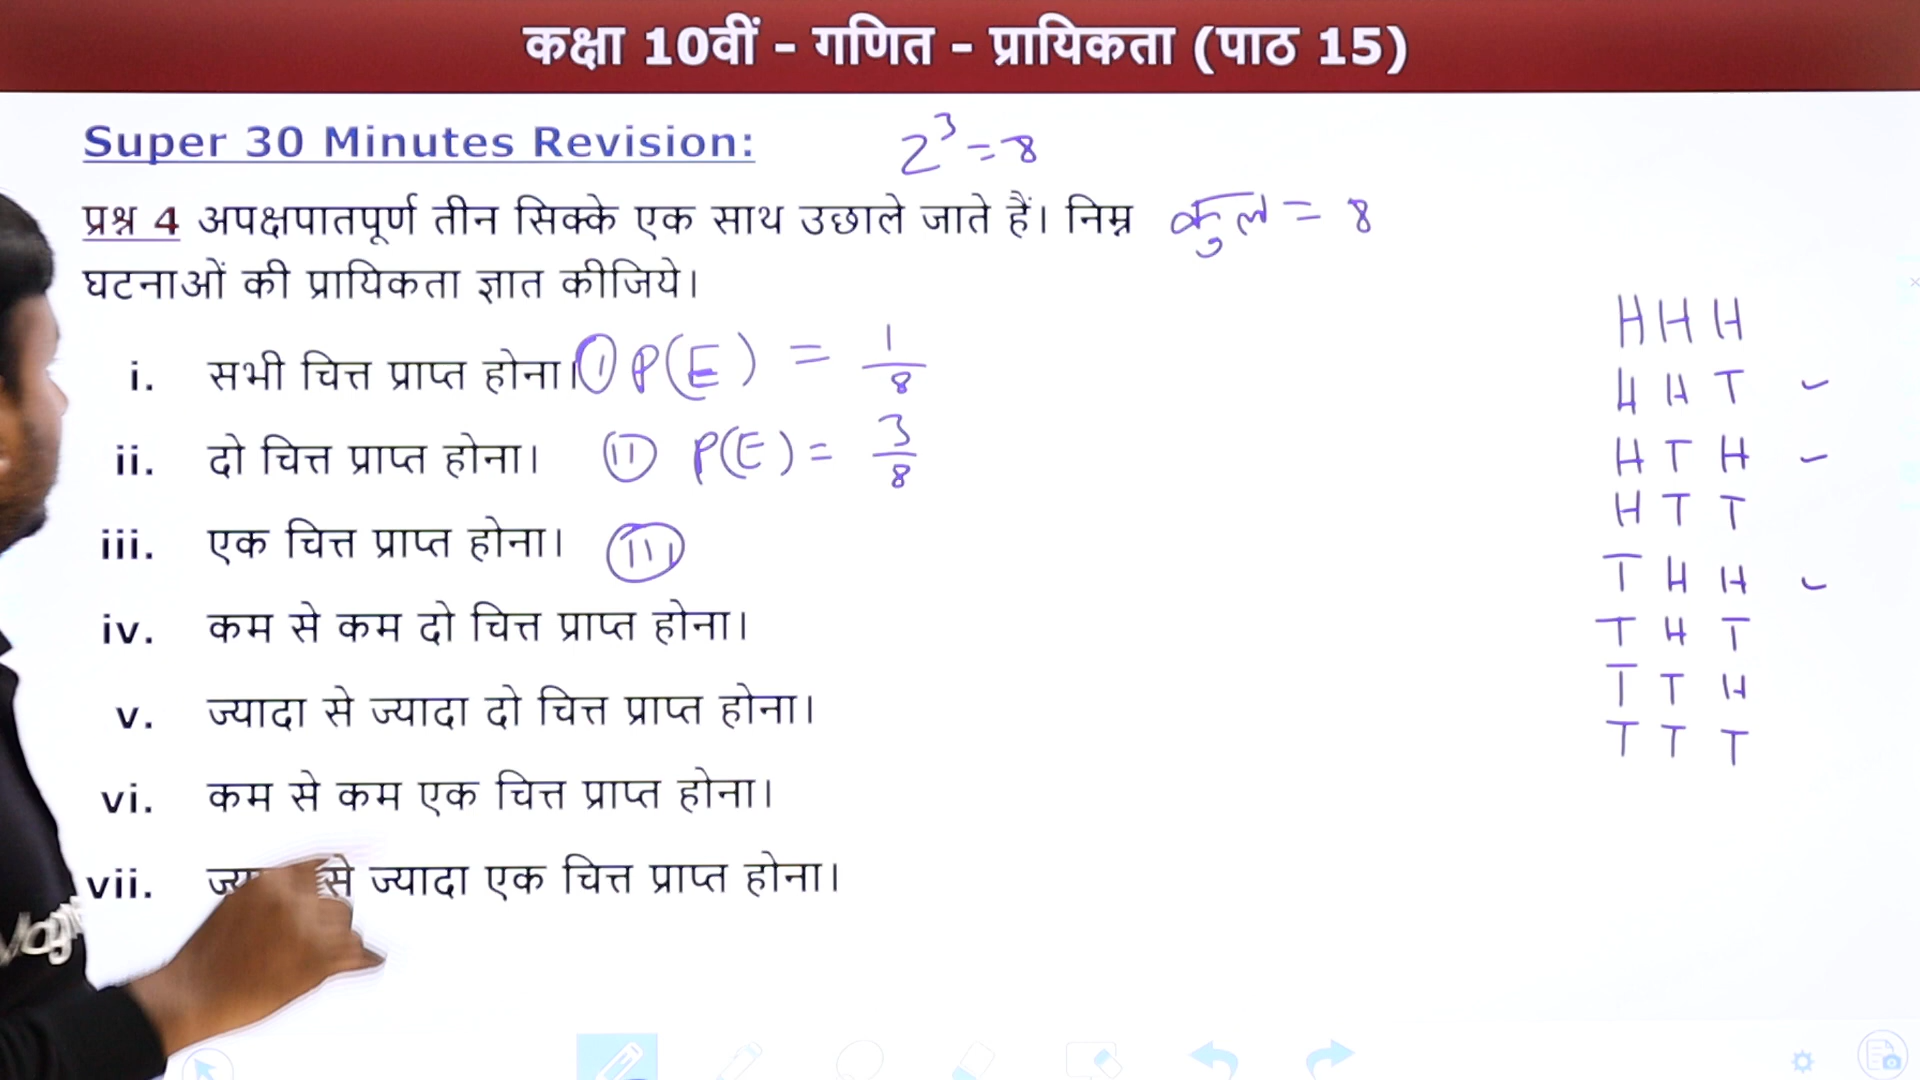 कक्षा 10वीं - गणित - प्रायिकता (पाठ 15)
Super 30 Minutes Revision:
2³ = 8
प्रश्न 4 अपक्षपातपूर्ण तीन सिक्के एक साथ उछाले जाते हैं। निम्न
कुल = 8
घटनाओं की प्रायिकता ज्ञात कीजिये।
i. सभी चित्त प्राप्त होना। (I) P(E) = 1/8
ii. दो चित्त प्राप्त होना। (II) P(E) = 3/8
iii. एक चित्त प्राप्त होना। (III)
iv. कम से कम दो चित्त प्राप्त होना।
v. ज्यादा से ज्यादा दो चित्त प्राप्त होना।
vi. कम से कम एक चित्त प्राप्त होना।
vii. से ज्यादा एक चित्त प्राप्त होना।
H H H
H H T
H T H
H T T
T H H
T H T
T T H
T T T